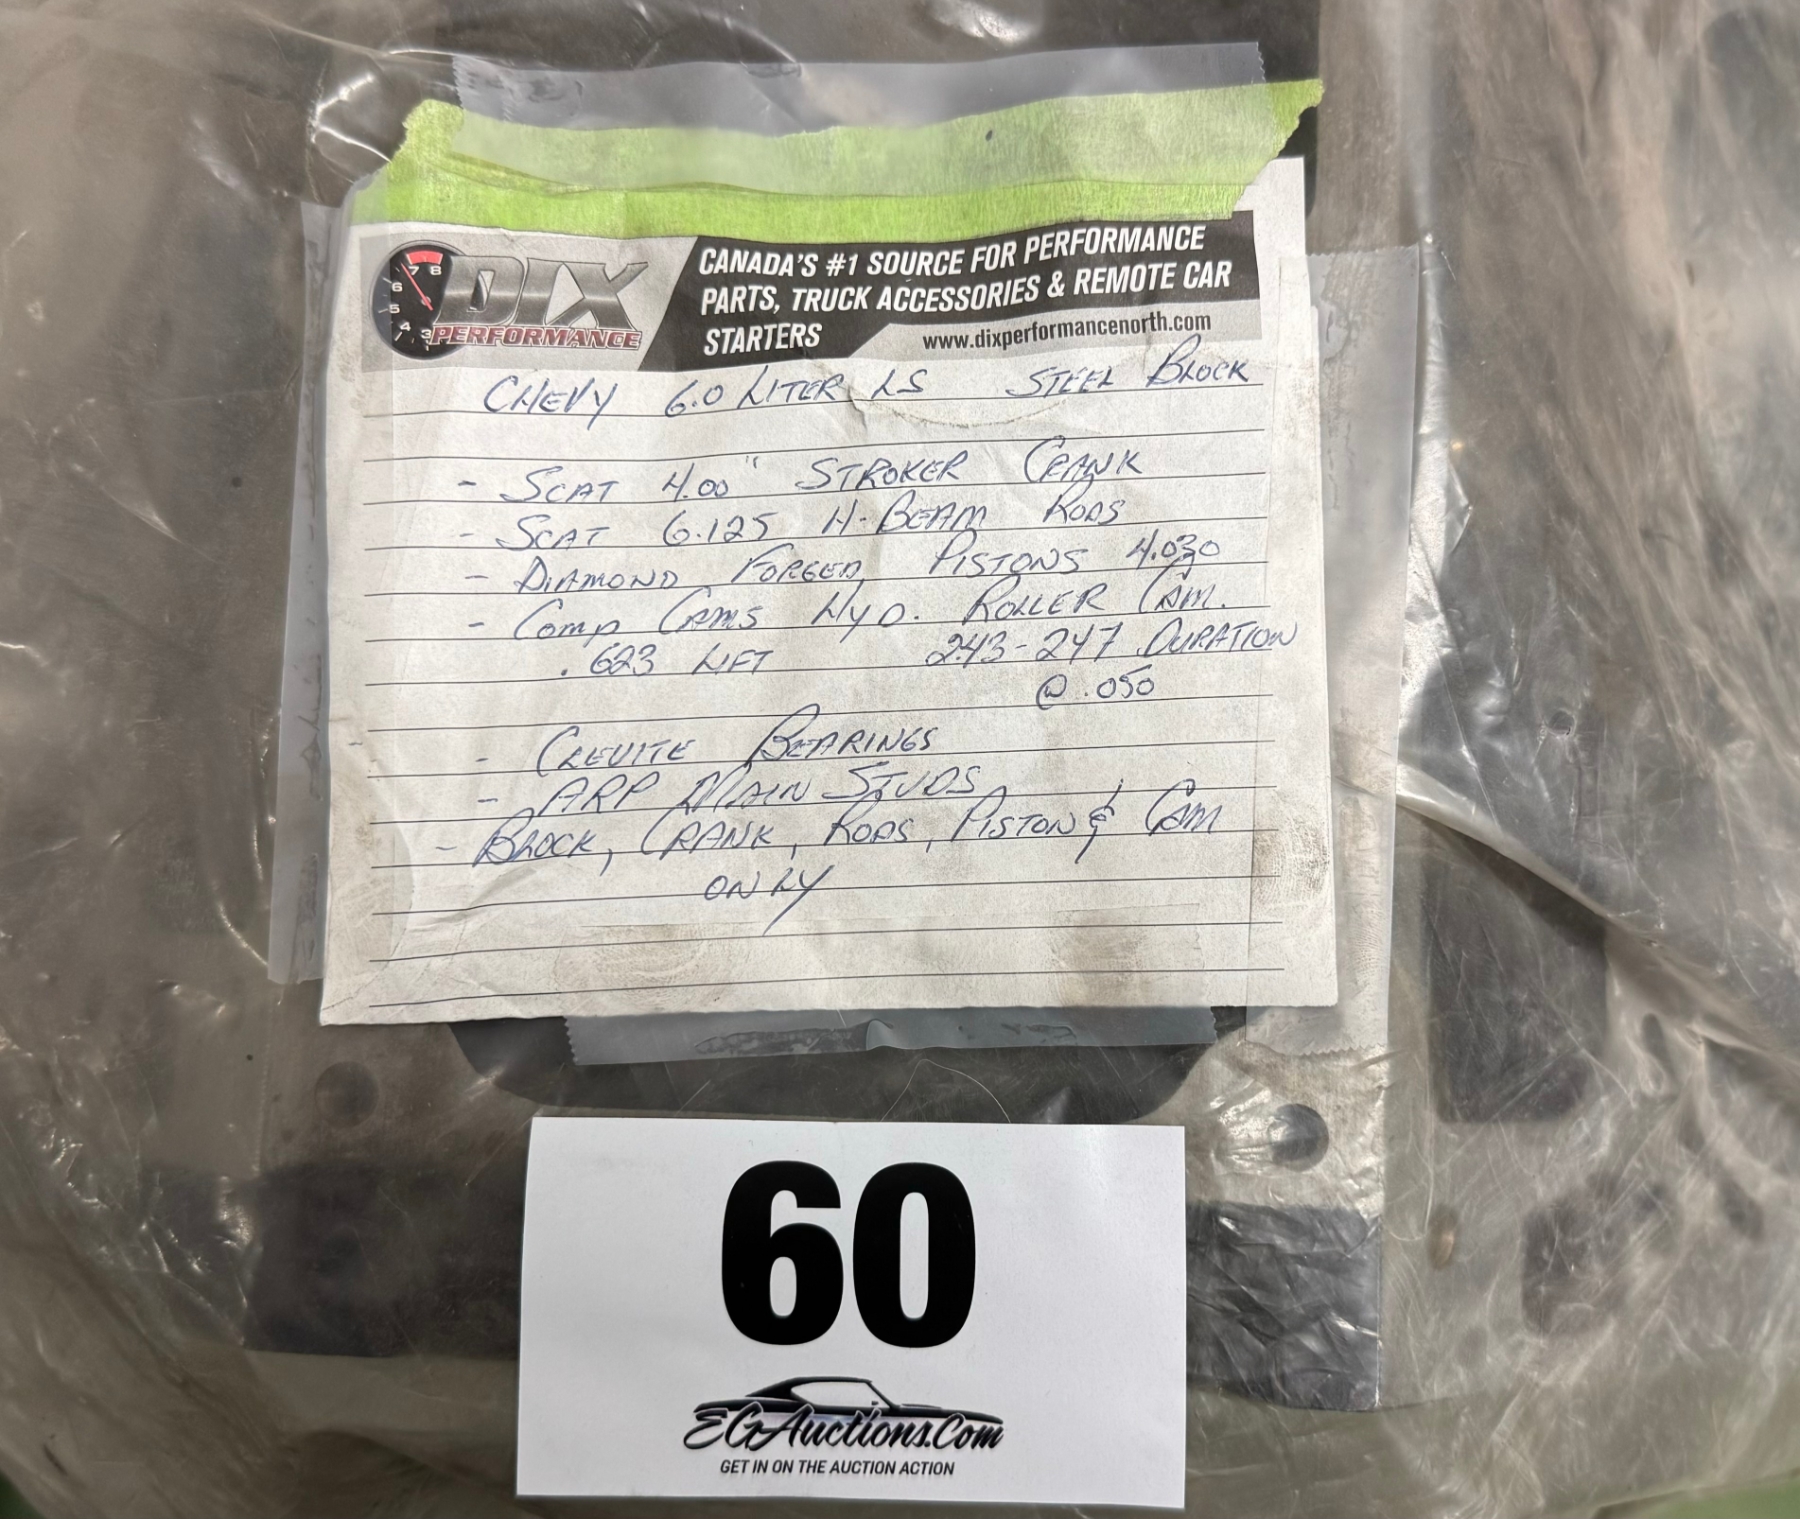 DIX
PERFORMANCE
CANADA'S #1 SOURCE FOR PERFORMANCE
PARTS, TRUCK ACCESSORIES & REMOTE CAR
STARTERS
www.dixperformancenorth.com
CHEVY 6.0 LITER LS STEEL BLOCK
- SCAT 4.00" STROKER CRANK
- SCAT 6.125 H-BEAM RODS
- DIAMOND FORGED PISTONS 4.030
- COMP CAMS HYD. ROLLER CAM.
.623 LIFT 243-247 DURATION
@ .050
- CLEVITE BEARINGS
- ARP MAIN STUDS
- BLOCK, CRANK, RODS, PISTON & CAM
ONLY
60
EGAuctions.Com
GET IN ON THE AUCTION ACTION